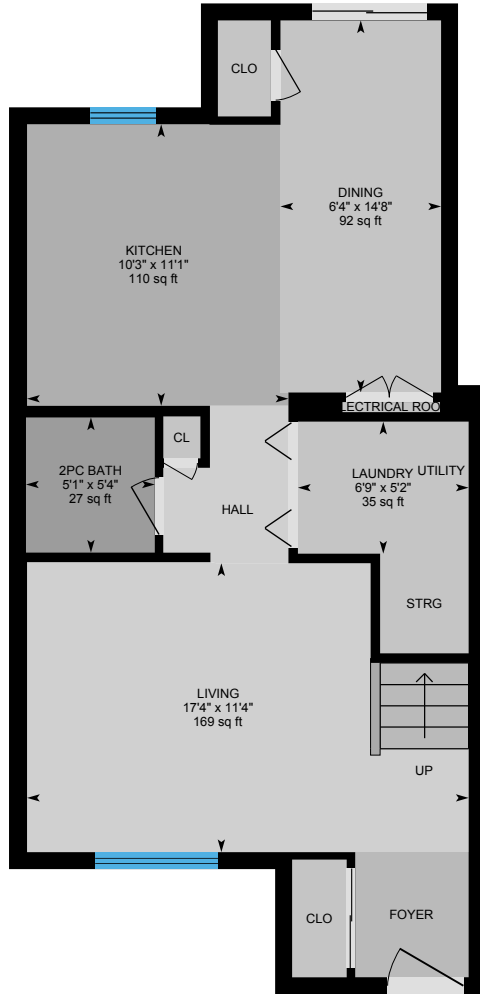 CLO
DINING
6'4" x 14'8"
92 sq ft
KITCHEN
10'3" x 11'1"
110 sq ft
LECTRICAL ROO
CL
2PC BATH
5'1" x 5'4"
27 sq ft
LAUNDRY
6'9" x 5'2"
35 sq ft
UTILITY
HALL
STRG
LIVING
17'4" x 11'4"
169 sq ft
UP
CLO
FOYER